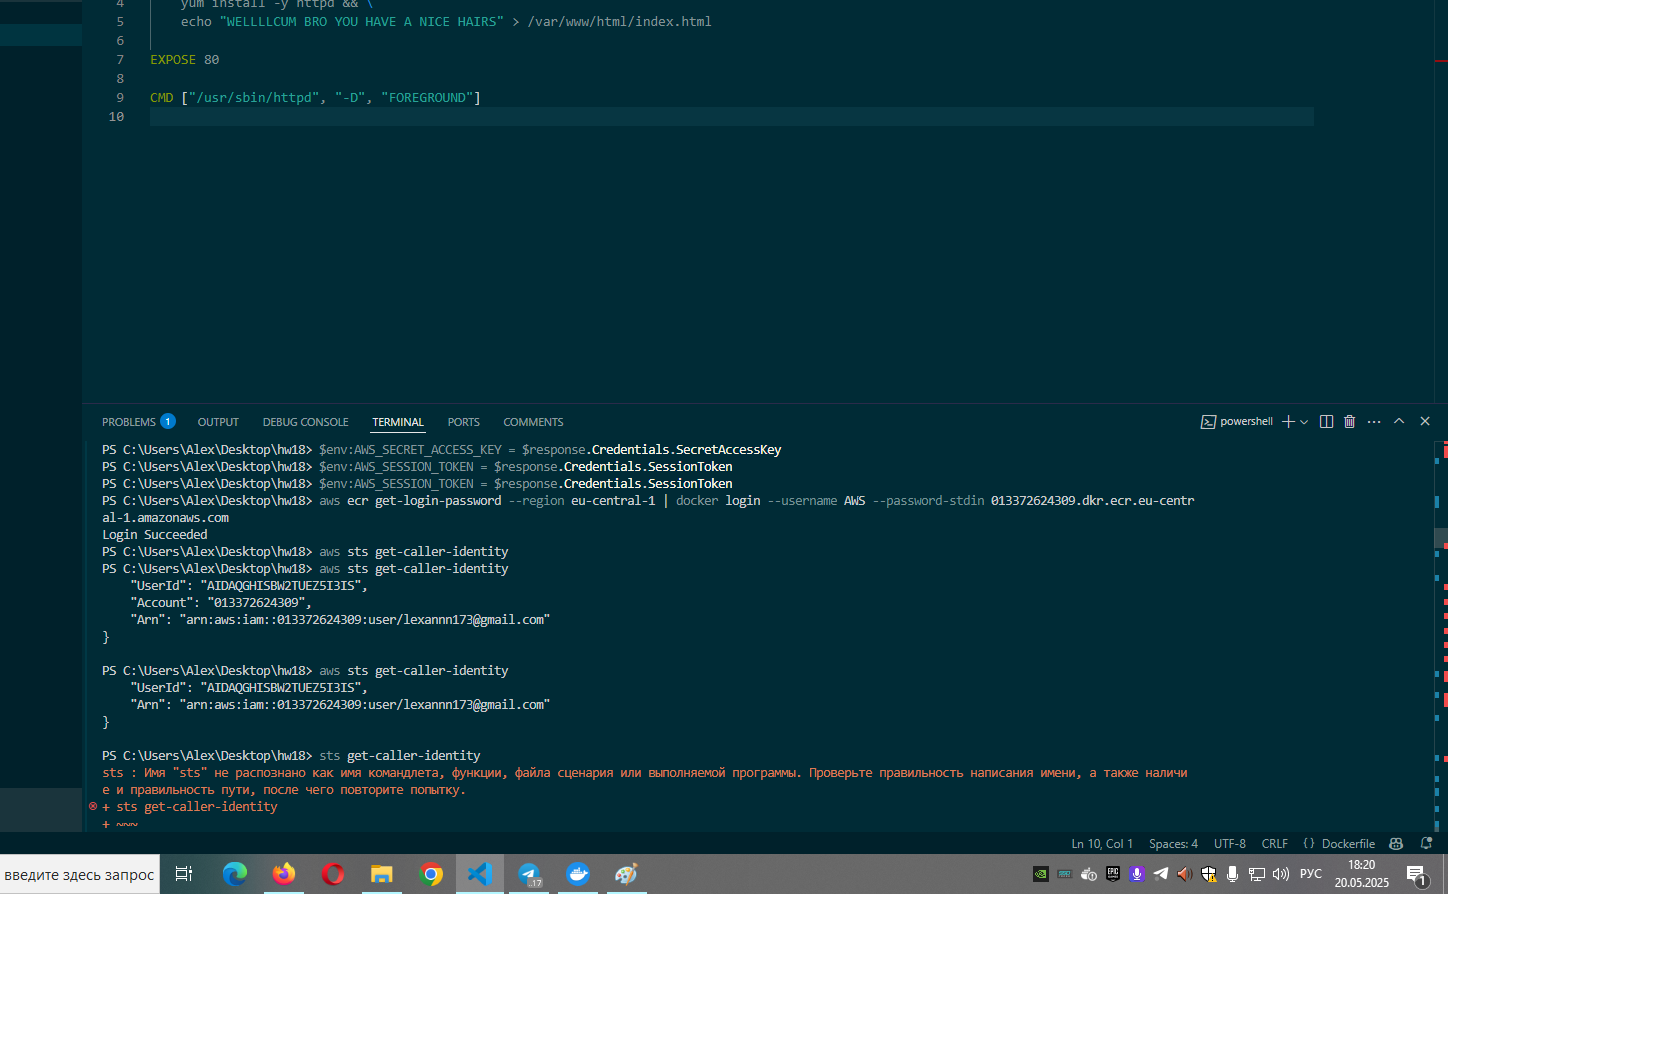 4 yum install -y httpd && \
5 echo "WELLLLCUM BRO YOU HAVE A NICE HAIRS" > /var/www/html/index.html
6
7 EXPOSE 80
8
9 CMD ["/usr/sbin/httpd", "-D", "FOREGROUND"]
10
PROBLEMS 1 OUTPUT DEBUG CONSOLE TERMINAL PORTS COMMENTS powershell
PS C:\Users\Alex\Desktop\hw18> $env:AWS_SECRET_ACCESS_KEY = $response.Credentials.SecretAccessKey
PS C:\Users\Alex\Desktop\hw18> $env:AWS_SESSION_TOKEN = $response.Credentials.SessionToken
PS C:\Users\Alex\Desktop\hw18> $env:AWS_SESSION_TOKEN = $response.Credentials.SessionToken
PS C:\Users\Alex\Desktop\hw18> aws ecr get-login-password --region eu-central-1 | docker login --username AWS --password-stdin 013372624309.dkr.ecr.eu-centr
al-1.amazonaws.com
Login Succeeded
PS C:\Users\Alex\Desktop\hw18> aws sts get-caller-identity
PS C:\Users\Alex\Desktop\hw18> aws sts get-caller-identity
"UserId": "AIDAQGHISBW2TUEZ5I3IS",
"Account": "013372624309",
"Arn": "arn:aws:iam::013372624309:user/lexannn173@gmail.com"
}
PS C:\Users\Alex\Desktop\hw18> aws sts get-caller-identity
"UserId": "AIDAQGHISBW2TUEZ5I3IS",
"Arn": "arn:aws:iam::013372624309:user/lexannn173@gmail.com"
}
PS C:\Users\Alex\Desktop\hw18> sts get-caller-identity
sts : Имя "sts" не распознано как имя командлета, функции, файла сценария или выполняемой программы. Проверьте правильность написания имени, а также наличи
е и правильность пути, после чего повторите попытку.
+ sts get-caller-identity
+ ~~~
Ln 10, Col 1 Spaces: 4 UTF-8 CRLF {} Dockerfile
введите здесь запрос
..17
EPIC
РУС
18:20
20.05.2025
1